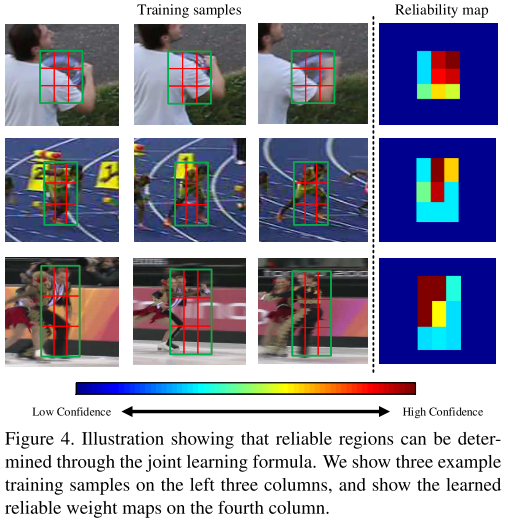 Training samples
Reliability map
Low Confidence
High Confidence
Figure 4. Illustration showing that reliable regions can be deter-
mined through the joint learning formula. We show three example
training samples on the left three columns, and show the learned
reliable weight maps on the fourth column.